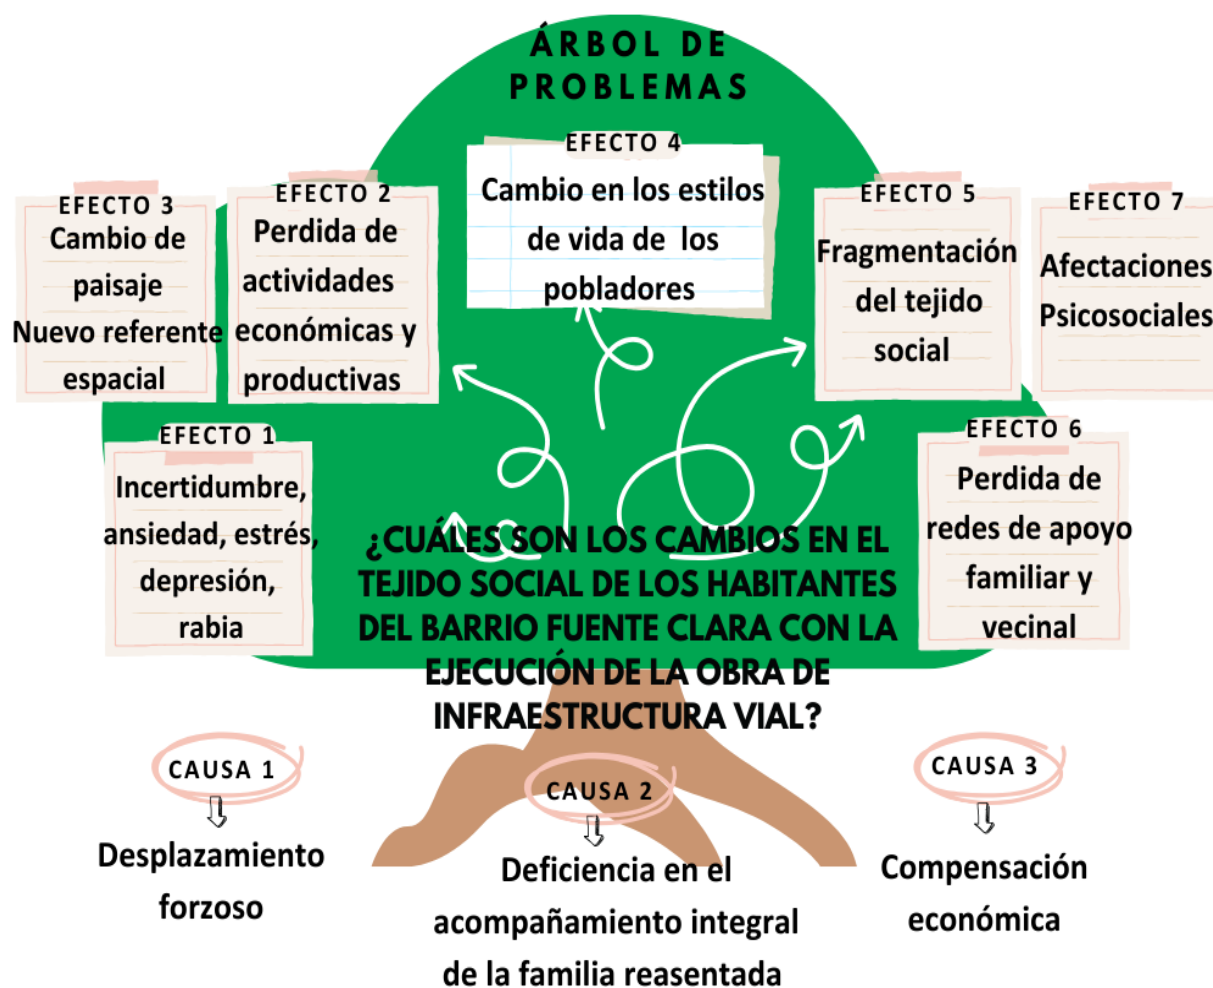 ÁRBOL DE
PROBLEMAS
EFECTO 4
Cambio en los estilos
de vida de los
pobladores
EFECTO 3
Cambio de
paisaje
Nuevo referente
espacial
EFECTO 2
Perdida de
actividades
económicas y
productivas
EFECTO 5
Fragmentación
del tejido
social
EFECTO 7
Afectaciones
Psicosociales
EFECTO 1
Incertidumbre,
ansiedad, estrés,
depresión,
rabia
EFECTO 6
Perdida de
redes de apoyo
familiar y
vecinal
¿CUÁLES SON LOS CAMBIOS EN EL
TEJIDO SOCIAL DE LOS HABITANTES
DEL BARRIO FUENTE CLARA CON LA
EJECUCIÓN DE LA OBRA DE
INFRAESTRUCTURA VIAL?
CAUSA 1
Desplazamiento
forzoso
CAUSA 2
Deficiencia en el
acompañamiento integral
de la familia reasentada
CAUSA 3
Compensación
económica